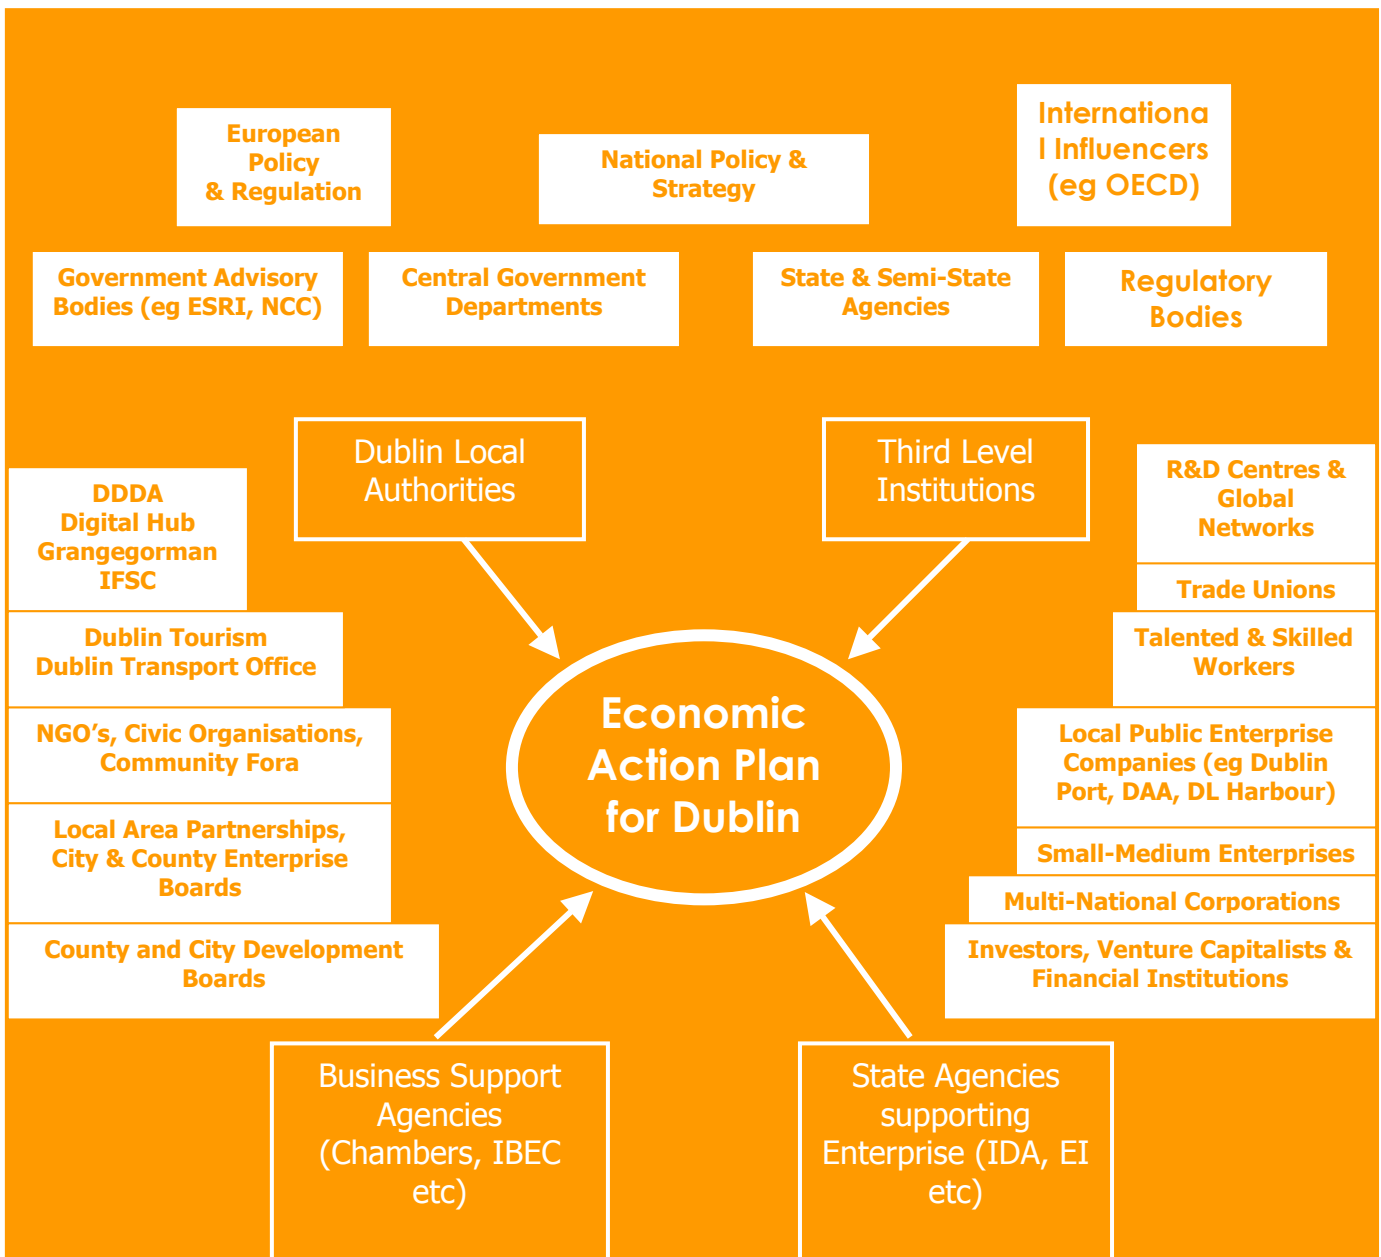 European
Policy
& Regulation
National Policy &
Strategy
Internationa
l Influencers
(eg OECD)
Government Advisory
Bodies (eg ESRI, NCC)
Central Government
Departments
State & Semi-State
Agencies
Regulatory
Bodies
Dublin Local
Authorities
Third Level
Institutions
DDDA
Digital Hub
Grangegorman
IFSC
Dublin Tourism
Dublin Transport Office
NGO’s, Civic Organisations,
Community Fora
Local Area Partnerships,
City & County Enterprise
Boards
County and City Development
Boards
Economic
Action Plan
for Dublin
R&D Centres &
Global
Networks
Trade Unions
Talented & Skilled
Workers
Local Public Enterprise
Companies (eg Dublin
Port, DAA, DL Harbour)
Small-Medium Enterprises
Multi-National Corporations
Investors, Venture Capitalists &
Financial Institutions
Business Support
Agencies
(Chambers, IBEC
etc)
State Agencies
supporting
Enterprise (IDA, EI
etc)